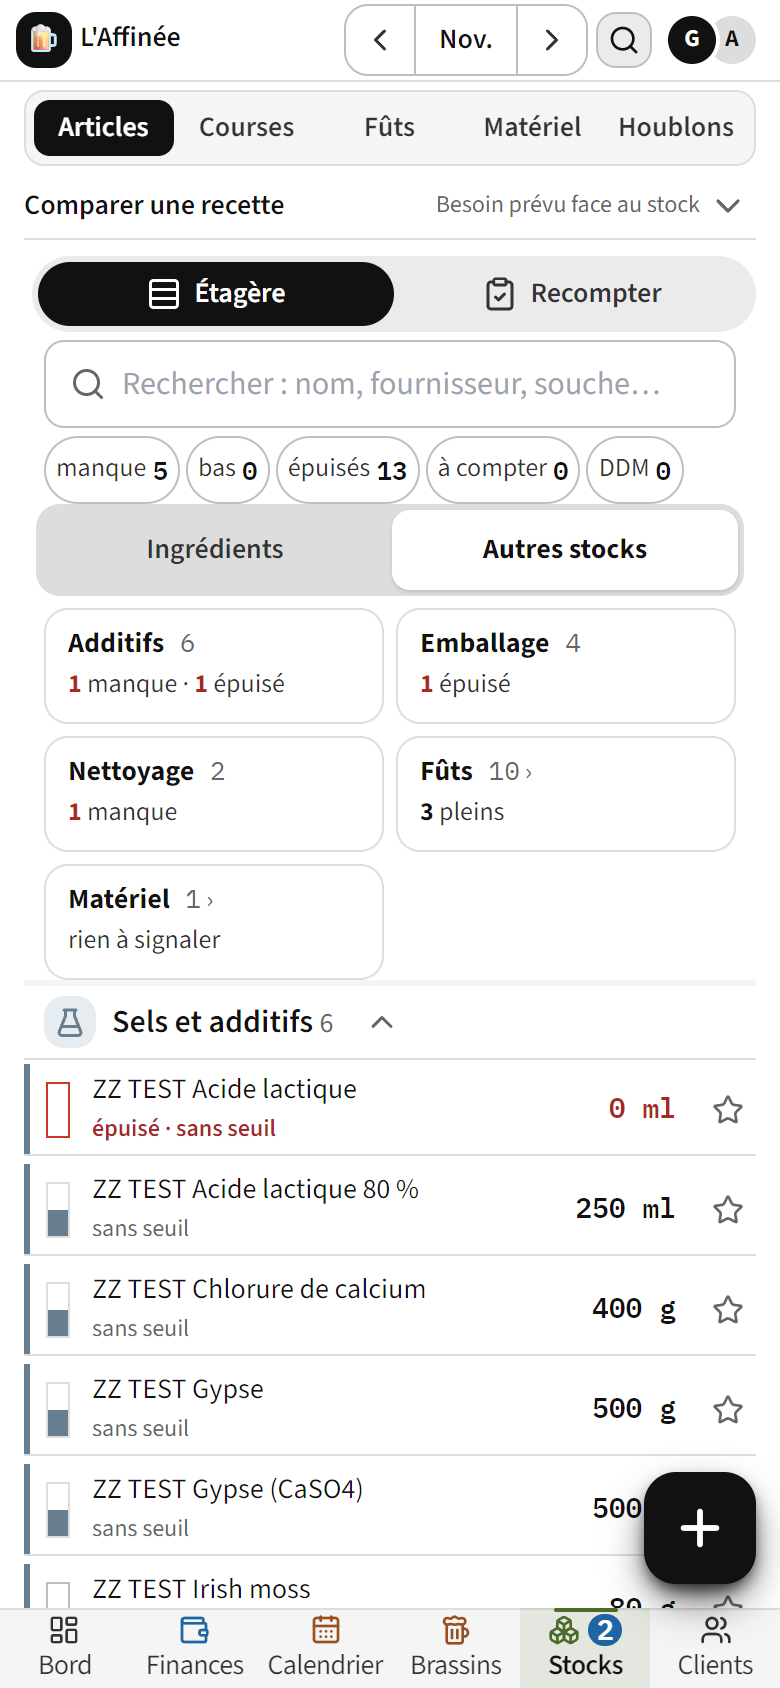 L'Affinée
Nov.
G A
Articles Courses Fûts Matériel Houblons
Comparer une recette Besoin prévu face au stock
Étagère Recompter
Rechercher : nom, fournisseur, souche…
manque 5 bas 0 épuisés 13 à compter 0 DDM 0
Ingrédients Autres stocks
Additifs 6
1 manque · 1 épuisé
Emballage 4
1 épuisé
Nettoyage 2
1 manque
Fûts 10 ›
3 pleins
Matériel 1 ›
rien à signaler
Sels et additifs 6
ZZ TEST Acide lactique
épuisé · sans seuil
0 ml
ZZ TEST Acide lactique 80 %
sans seuil
250 ml
ZZ TEST Chlorure de calcium
sans seuil
400 g
ZZ TEST Gypse
sans seuil
500 g
ZZ TEST Gypse (CaSO4)
sans seuil
500
ZZ TEST Irish moss
80 g
Bord Finances Calendrier Brassins Stocks 2 Clients